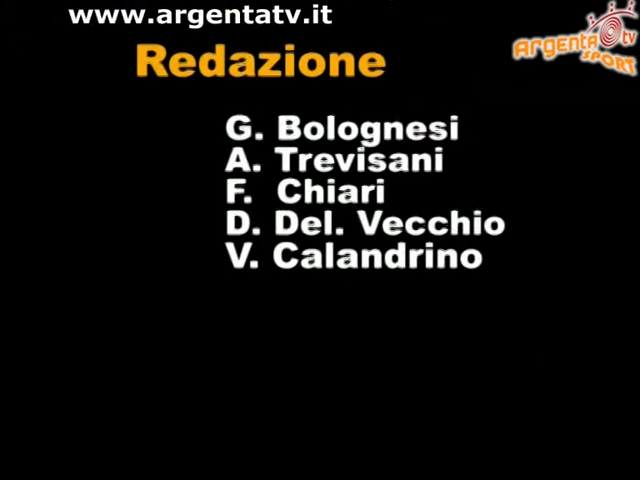 www.argentatv.it
Argenta tv
SPORT
Redazione
G. Bolognesi
A. Trevisani
F. Chiari
D. Del. Vecchio
V. Calandrino